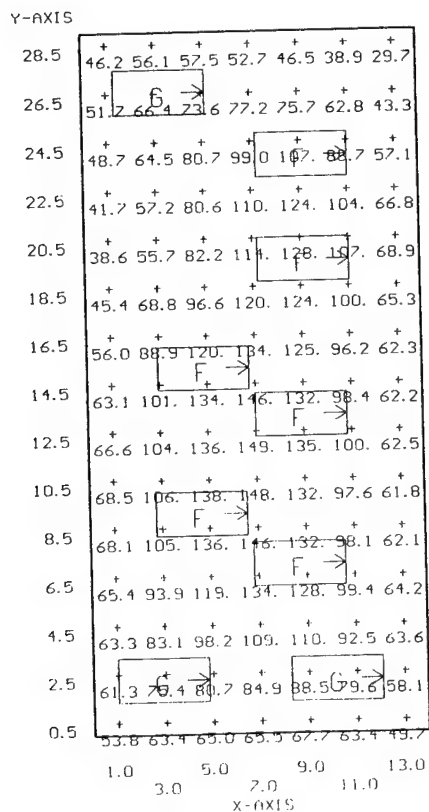 Y-AXIS
28.5 46.2 56.1 57.5 52.7 46.5 38.9 29.7
G
26.5 51.7 66.4 73.6 77.2 75.7 62.8 43.3
24.5 48.7 64.5 80.7 99.0 107. 88.7 57.1
F
22.5 41.7 57.2 80.6 110. 124. 104. 66.8
20.5 38.6 55.7 82.2 114. 128. 107. 68.9
F
18.5 45.4 68.8 96.6 120. 124. 100. 65.3
16.5 56.0 88.9 120. 134. 125. 96.2 62.3
F
14.5 63.1 101. 134. 146. 132. 98.4 62.2
F
12.5 66.6 104. 136. 149. 135. 100. 62.5
10.5 68.5 106. 138. 148. 132. 97.6 61.8
F
8.5 68.1 105. 136. 146. 132. 98.1 62.1
F
6.5 65.4 93.9 119. 134. 128. 99.4 64.2
4.5 63.3 83.1 98.2 109. 110. 92.5 63.6
2.5 61.3 75.4 80.7 84.9 88.5 79.6 58.1
G G
0.5 53.8 63.4 65.0 65.5 67.7 63.4 49.7
1.0 5.0 9.0 13.0
3.0 7.0 11.0
X-AXIS